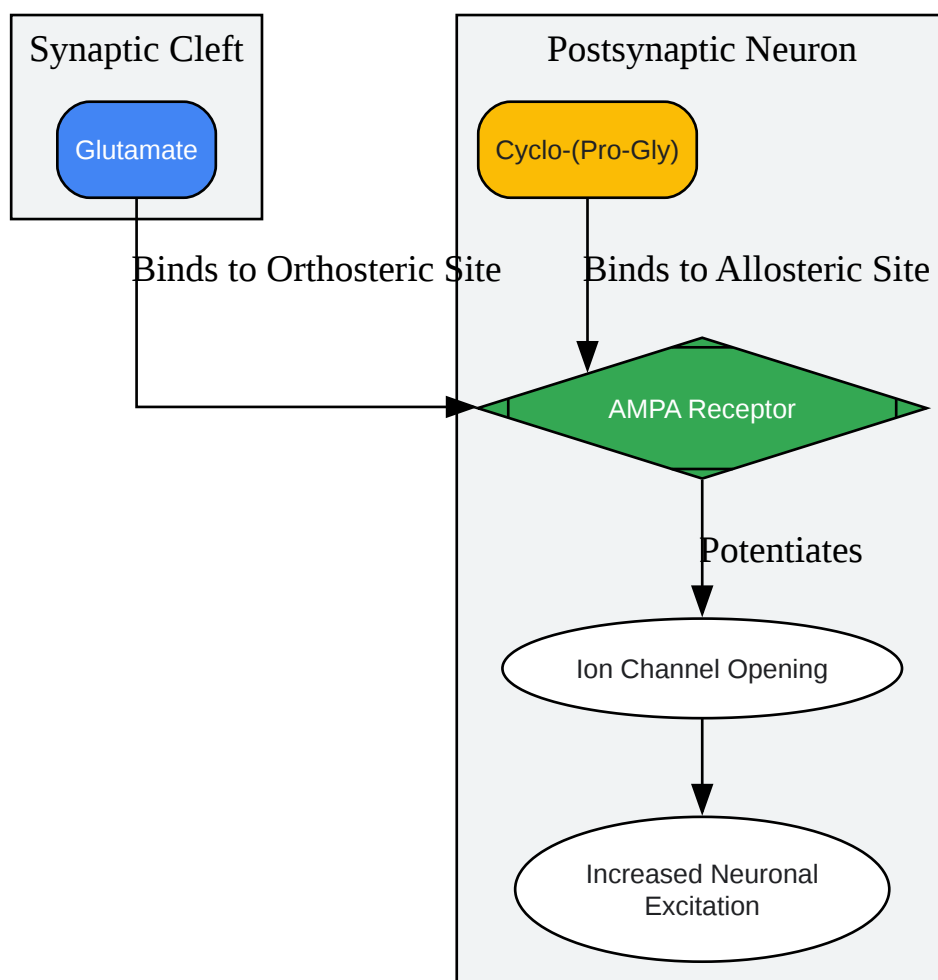 Synaptic Cleft
Postsynaptic Neuron
Glutamate
Cyclo-(Pro-Gly)
Binds to Orthosteric Site
Binds to Allosteric Site
AMPA Receptor
Potentiates
Ion Channel Opening
Increased Neuronal
Excitation